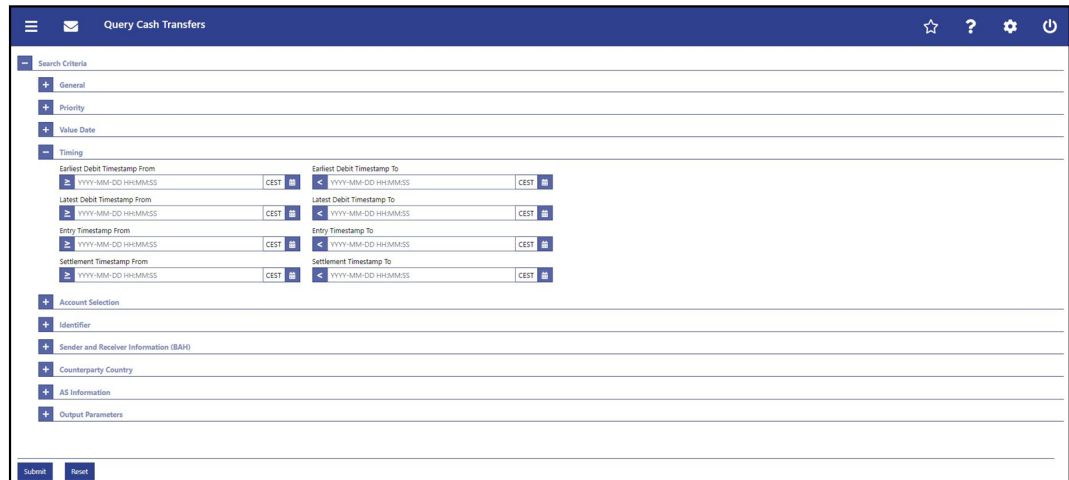 Query Cash Transfers
?
− Search Criteria
+ General
+ Priority
+ Value Date
− Timing
Earliest Debit Timestamp From Earliest Debit Timestamp To
≥ YYYY-MM-DD HH:MM:SS CEST < YYYY-MM-DD HH:MM:SS CEST
Latest Debit Timestamp From Latest Debit Timestamp To
≥ YYYY-MM-DD HH:MM:SS CEST < YYYY-MM-DD HH:MM:SS CEST
Entry Timestamp From Entry Timestamp To
≥ YYYY-MM-DD HH:MM:SS CEST < YYYY-MM-DD HH:MM:SS CEST
Settlement Timestamp From Settlement Timestamp To
≥ YYYY-MM-DD HH:MM:SS CEST < YYYY-MM-DD HH:MM:SS CEST
+ Account Selection
+ Identifier
+ Sender and Receiver Information (BAH)
+ Counterparty Country
+ AS Information
+ Output Parameters
Submit Reset